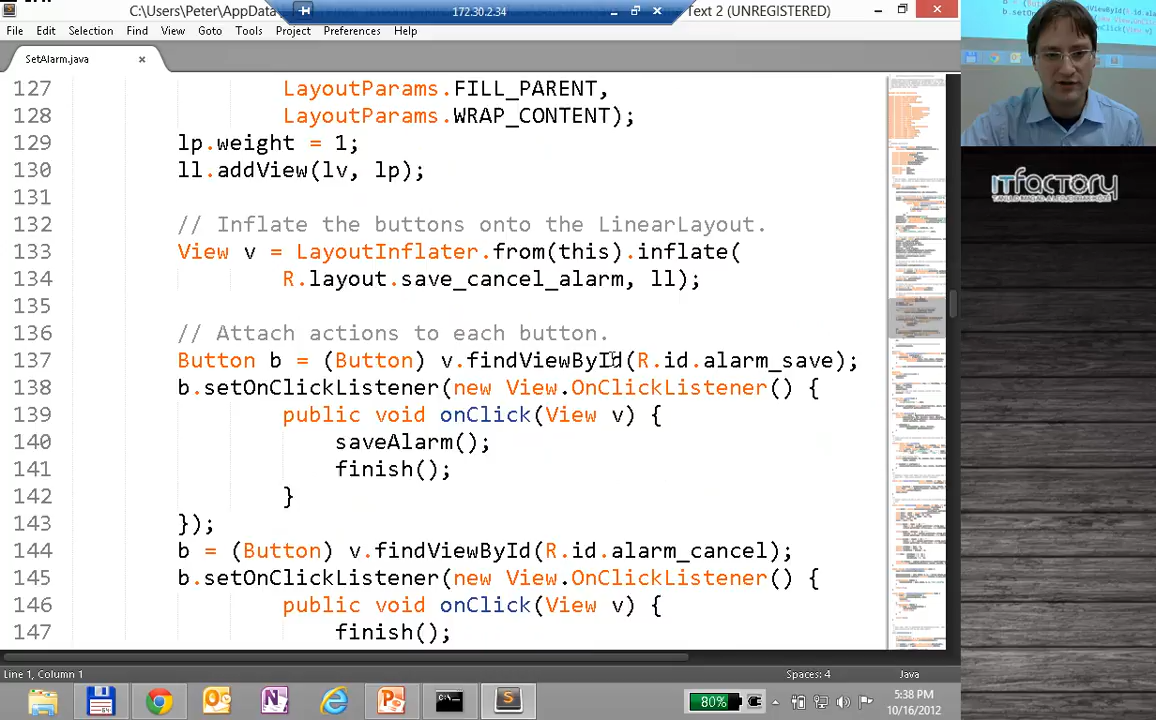 C:\Users\Peter\AppData
172.30.2.34
Text 2 (UNREGISTERED)
File Edit Selection Find View Goto Tools Project Preferences Help
SetAlarm.java
127 LayoutParams.FILL_PARENT,
128 LayoutParams.WRAP_CONTENT);
129 lp.weight = 1;
130 ll.addView(lv, lp);
131
132 // Inflate the buttons onto the LinearLayout.
133 View v = LayoutInflater.from(this).inflate(
134 R.layout.save_cancel_alarm, ll);
135
136 // Attach actions to each button.
137 Button b = (Button) v.findViewById(R.id.alarm_save);
138 b.setOnClickListener(new View.OnClickListener() {
139 public void onClick(View v) {
140 saveAlarm();
141 finish();
142 }
143 });
144 b = (Button) v.findViewById(R.id.alarm_cancel);
145 b.setOnClickListener(new View.OnClickListener() {
146 public void onClick(View v) {
147 finish();
Line 1, Column 1
Spaces: 4
Java
80%
5:38 PM
10/16/2012
ITFACTORY